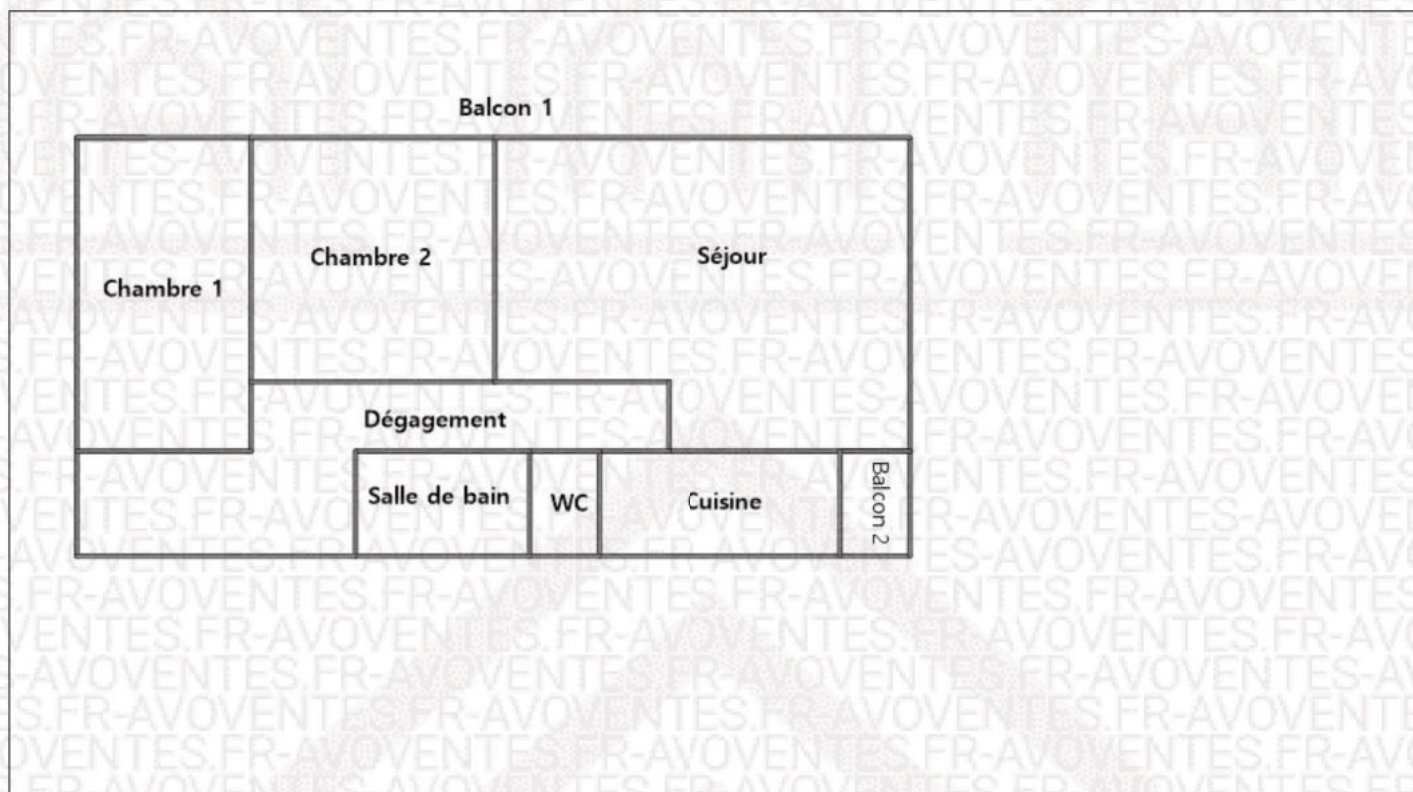 Balcon 1
Chambre 2
Séjour
Chambre 1
Dégagement
Salle de bain
WC
Cuisine
Balcon 2